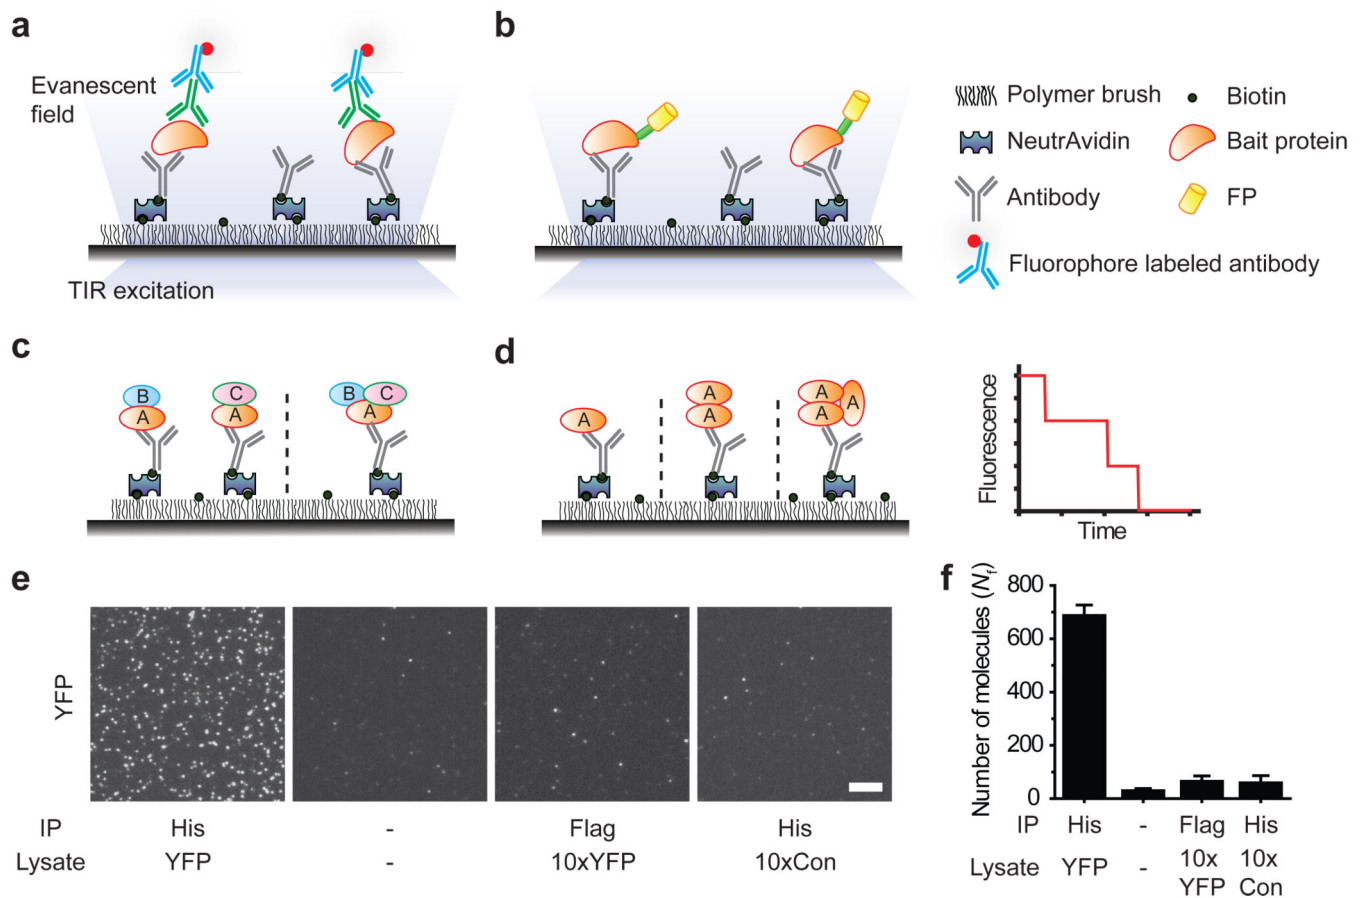 a
Evanescent
field
TIR excitation
b
Polymer brush
Biotin
NeutrAvidin
Bait protein
Antibody
FP
Fluorophore labeled antibody
c
B
A
C
A
B
C
A
d
A
A
A
A
A
A
Fluorescence
Time
e
YFP
IP His - Flag His
Lysate YFP - 10xYFP 10xCon
f
Number of molecules (Nf)
800
600
400
200
0
IP His - Flag His
Lysate YFP - 10x 10x
YFP Con